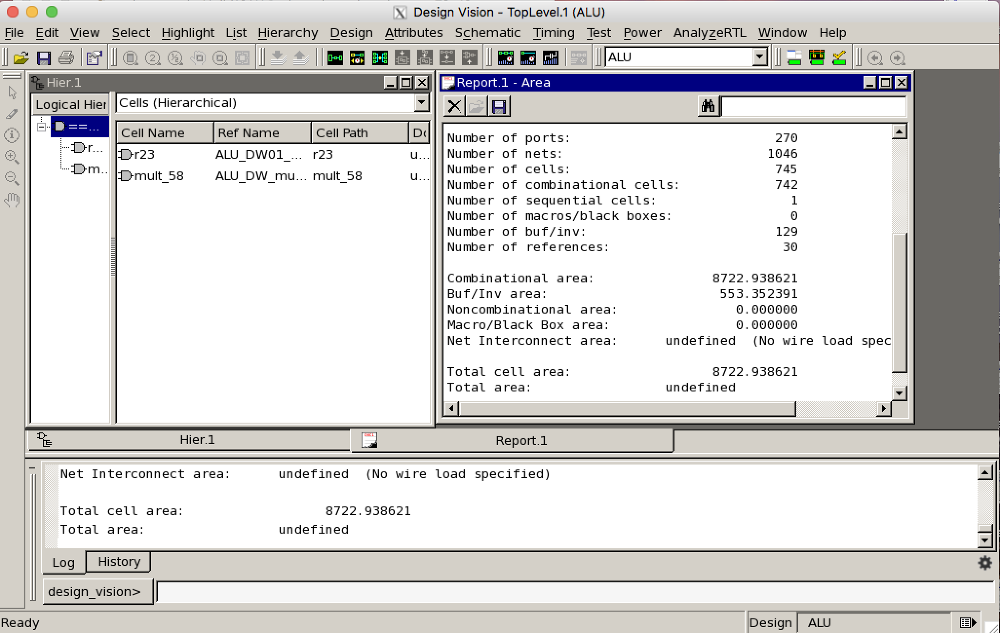 Design Vision - TopLevel.1 (ALU)
File Edit View Select Highlight List Hierarchy Design Attributes Schematic Timing Test Power AnalyzeRTL Window Help
ALU
Hier.1
Logical Hier
==...
r...
m..
Cells (Hierarchical)
Cell Name Ref Name Cell Path Dc
r23 ALU_DW01_... r23 u...
mult_58 ALU_DW_mu... mult_58 u...
Report.1 - Area
Number of ports: 270
Number of nets: 1046
Number of cells: 745
Number of combinational cells: 742
Number of sequential cells: 1
Number of macros/black boxes: 0
Number of buf/inv: 129
Number of references: 30
Combinational area: 8722.938621
Buf/Inv area: 553.352391
Noncombinational area: 0.000000
Macro/Black Box area: 0.000000
Net Interconnect area: undefined (No wire load spec
Total cell area: 8722.938621
Total area: undefined
Hier.1 Report.1
Net Interconnect area: undefined (No wire load specified)
Total cell area: 8722.938621
Total area: undefined
Log History
design_vision>
Ready Design ALU